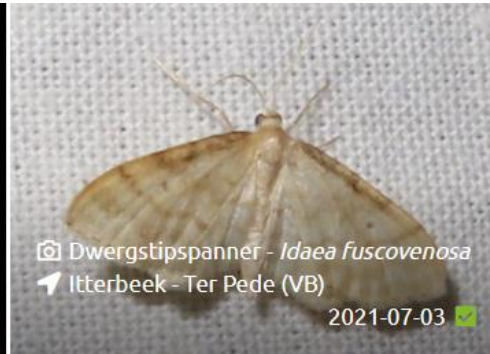 Dwergstipspanner - Idaea fuscovenosa
Itterbeek - Ter Pede (VB)
2021-07-03